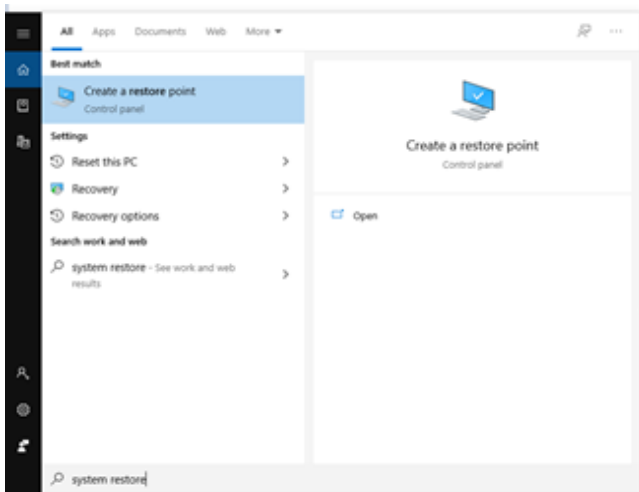 All Apps Documents Web More
Best match
Create a restore point
Control panel
Settings
Reset this PC
Recovery
Recovery options
Search work and web
system restore - See work and web
results
system restore
Create a restore point
Control panel
Open